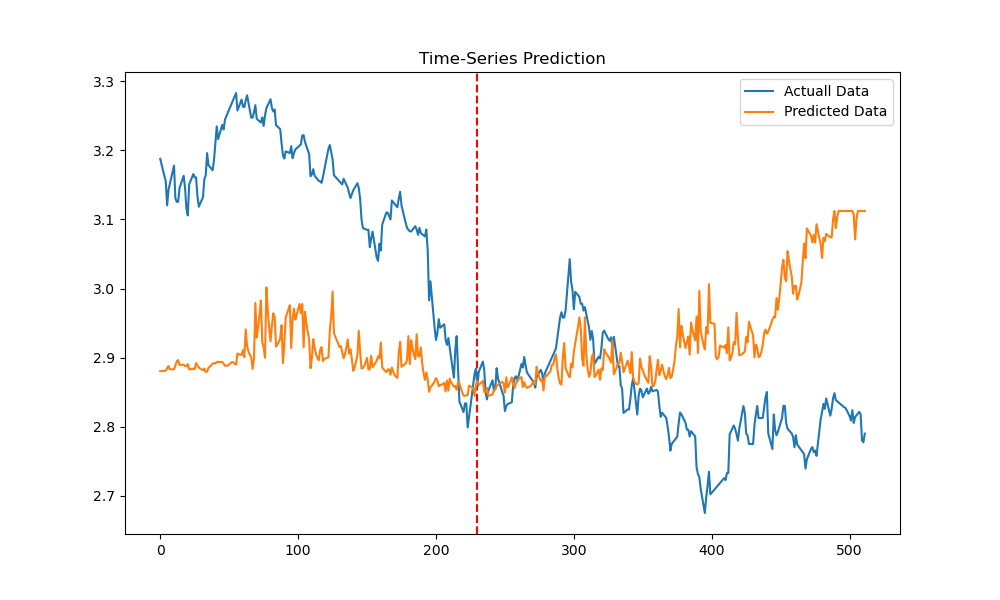 Time-Series Prediction
Actuall Data
Predicted Data
3.3
3.2
3.1
3.0
2.9
2.8
2.7
0 100 200 300 400 500